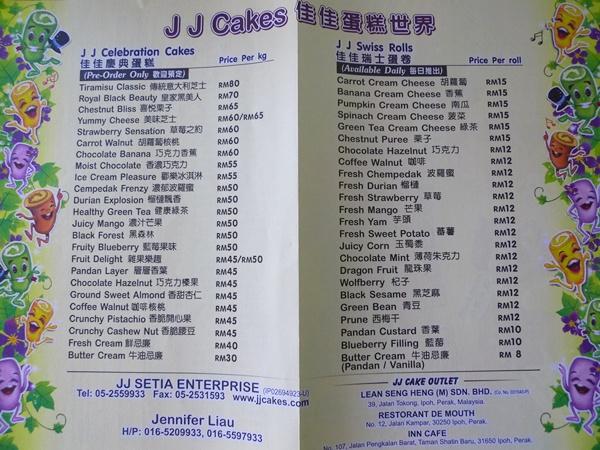 J J Cakes 佳佳蛋糕世界
J J Celebration Cakes
佳佳慶典蛋糕 Price Per kg
(Pre-Order Only 歡迎預定)
Tiramisu Classic 傳統意大利芝士 RM80
Royal Black Beauty 皇家黑美人 RM70
Chestnut Bliss 喜悅栗子 RM65
Yummy Cheese 美味芝士 RM60/RM65
Strawberry Sensation 草莓之約 RM60
Carrot Walnut 胡蘿蔔核桃 RM60
Chocolate Banana 巧克力香蕉 RM60
Moist Chocolate 香濃巧克力 RM55
Ice Cream Pleasure 歡樂冰淇淋 RM55
Cempedak Frenzy 濃郁波蘿蜜 RM50
Durian Explosion 榴槤飄香 RM50
Healthy Green Tea 健康綠茶 RM50
Juicy Mango 濃汁芒果 RM50
Black Forest 黑森林 RM50
Fruity Blueberry 藍莓果味 RM50
Fruit Delight 雜果樂趣 RM45/RM50
Pandan Layer 層層香葉 RM45
Chocolate Hazelnut 巧克力榛果 RM45
Ground Sweet Almond 香甜杏仁 RM45
Coffee Walnut 咖啡核桃 RM45
Crunchy Pistachio 香脆開心果 RM45
Crunchy Cashew Nut 香脆腰豆 RM45
Fresh Cream 鮮忌廉 RM40
Butter Cream 牛油忌廉 RM30
JJ SETIA ENTERPRISE (IP02694923-U)
Tel: 05-2559933 Fax: 05-2531593 www.jjcakes.com
Jennifer Liau
H/P: 016-5209933, 016-5597933
J J Swiss Rolls
佳佳瑞士蛋卷 Price Per roll
(Available Daily 每日推出)
Carrot Cream Cheese 胡蘿蔔 RM15
Banana Cream Cheese 香蕉 RM15
Pumpkin Cream Cheese 南瓜 RM15
Spinach Cream Cheese 菠菜 RM15
Green Tea Cream Cheese 綠茶 RM15
Chestnut Puree 栗子 RM15
Chocolate Hazelnut 巧克力 RM12
Coffee Walnut 咖啡 RM12
Fresh Chempedak 波蘿蜜 RM12
Fresh Durian 榴槤 RM12
Fresh Strawberry 草莓 RM12
Fresh Mango 芒果 RM12
Fresh Yam 芋頭 RM12
Fresh Sweet Potato 蕃薯 RM12
Juicy Corn 玉蜀黍 RM12
Chocolate Mint 薄荷朱克力 RM12
Dragon Fruit 龍珠果 RM12
Wolfberry 杞子 RM12
Black Sesame 黑芝麻 RM12
Green Bean 青豆 RM12
Prune 西梅干 RM12
Pandan Custard 香葉 RM10
Blueberry Filling 藍莓 RM10
Butter Cream 牛油忌廉 RM 8
(Pandan / Vanilla)
JJ CAKE OUTLET
LEAN SENG HENG (M) SDN. BHD.
39, Jalan Tokong, Ipoh, Perak, Malaysia.
RESTORANT DE MOUTH
No. 12, Jalan Kampar, 30250 Ipoh, Perak.
INN CAFE
No. 107, Jalan Pengkalan Barat, Taman Shatin Baru, 31650 Ipoh, Perak.